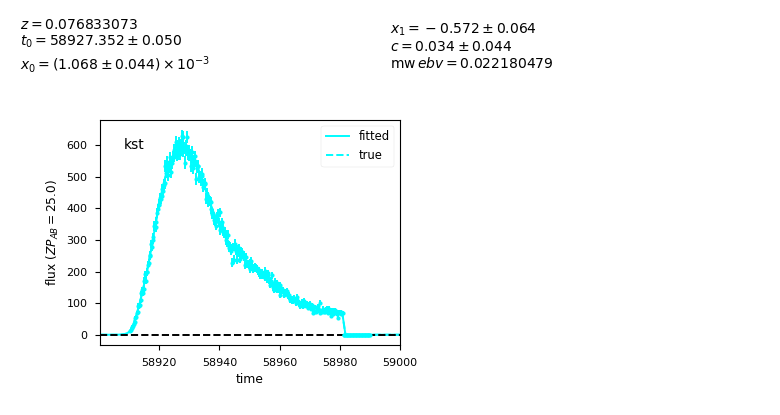 z = 0.076833073
t₀ = 58927.352 ± 0.050
x₀ = (1.068 ± 0.044) × 10⁻³
x₁ = −0.572 ± 0.064
c = 0.034 ± 0.044
mw ebv = 0.022180479
kst
fitted
true
600
500
400
300
200
100
0
flux (ZP_AB = 25.0)
58920 58940 58960 58980 59000
time